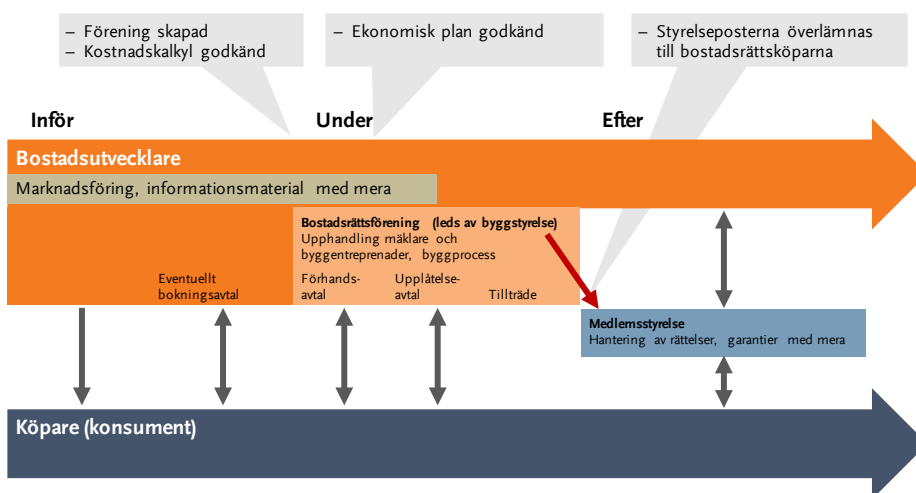 – Förening skapad
– Kostnadskalkyl godkänd
– Ekonomisk plan godkänd
– Styrelseposterna överlämnas
till bostadsrättsköparna
Inför
Under
Efter
Bostadsutvecklare
Marknadsföring, informationsmaterial med mera
Bostadsrättsförening (leds av byggstyrelse)
Upphandling mäklare och
byggentreprenader, byggprocess
Eventuellt
bokningsavtal
Förhands-
avtal
Upplåtelse-
avtal
Tillträde
Medlemsstyrelse
Hantering av rättelser, garantier med mera
Köpare (konsument)